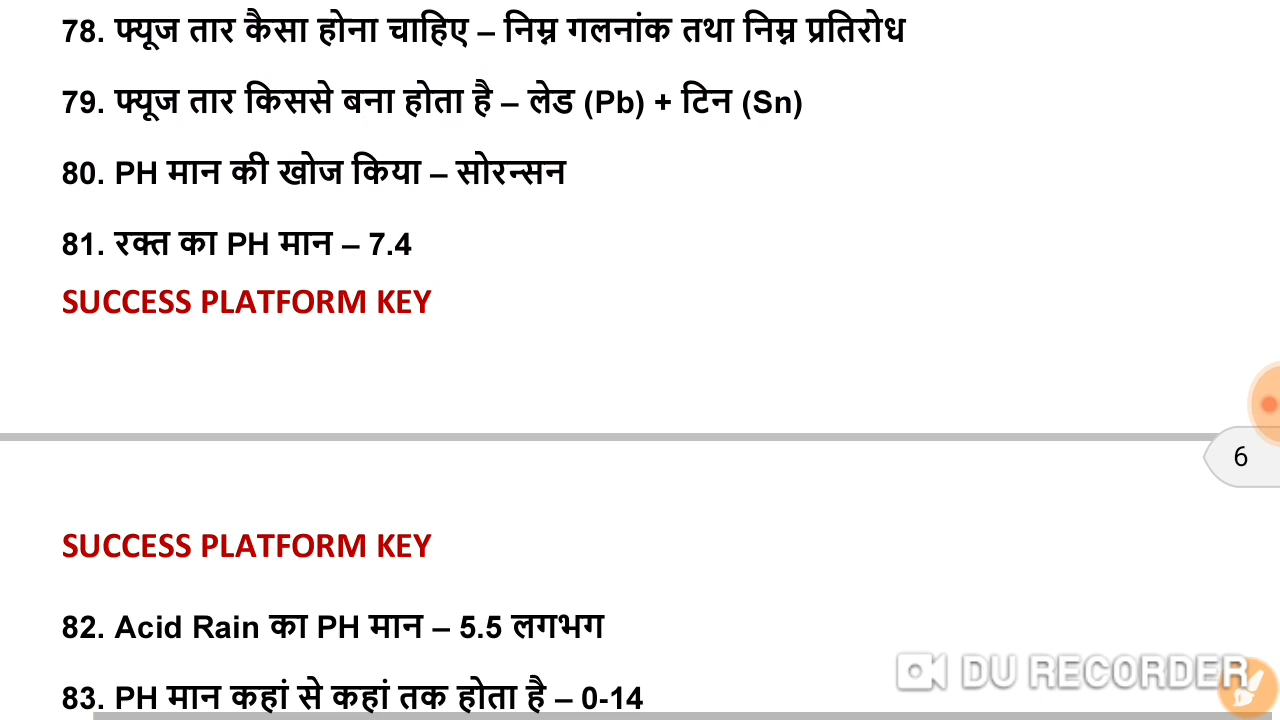 78. फ्यूज तार कैसा होना चाहिए – निम्न गलनांक तथा निम्न प्रतिरोध
79. फ्यूज तार किससे बना होता है – लेड (Pb) + टिन (Sn)
80. PH मान की खोज किया – सोरन्सन
81. रक्त का PH मान – 7.4
SUCCESS PLATFORM KEY
6
SUCCESS PLATFORM KEY
82. Acid Rain का PH मान – 5.5 लगभग
83. PH मान कहां से कहां तक होता है – 0-14
DU RECORDER